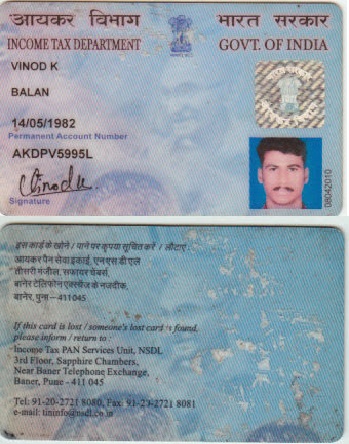 आयकर विभाग
भारत सरकार
INCOME TAX DEPARTMENT
GOVT. OF INDIA
VINOD K
BALAN
14/05/1982
Permanent Account Number
AKDPV5995L
Vinodk
Signature
08042010
इस कार्ड के खोने / पाने पर कृपया सूचित करें / लौटाएं :
आयकर पैन सेवा इकाई, एन एस डी एल
तीसरी मंजील, सफायर चेंबर्स,
बानेर टेलिफोन एक्स्चेंज के नजदीक,
बानेर, पुना - 411045
If this card is lost / someone's lost card is found,
please inform / return to :
Income Tax PAN Services Unit, NSDL
3rd Floor, Sapphire Chambers,
Near Baner Telephone Exchange,
Baner, Pune - 411 045
Tel: 91-20-2721 8080, Fax: 91-20-2721 8081
e-mail: tininfo@nsdl.co.in